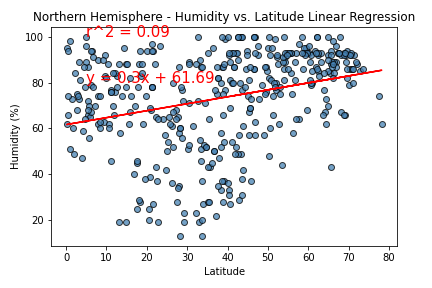 Northern Hemisphere - Humidity vs. Latitude Linear Regression
r^2 = 0.09
y = 0.3x + 61.69
Humidity (%)
100
80
60
40
20
0 10 20 30 40 50 60 70 80
Latitude